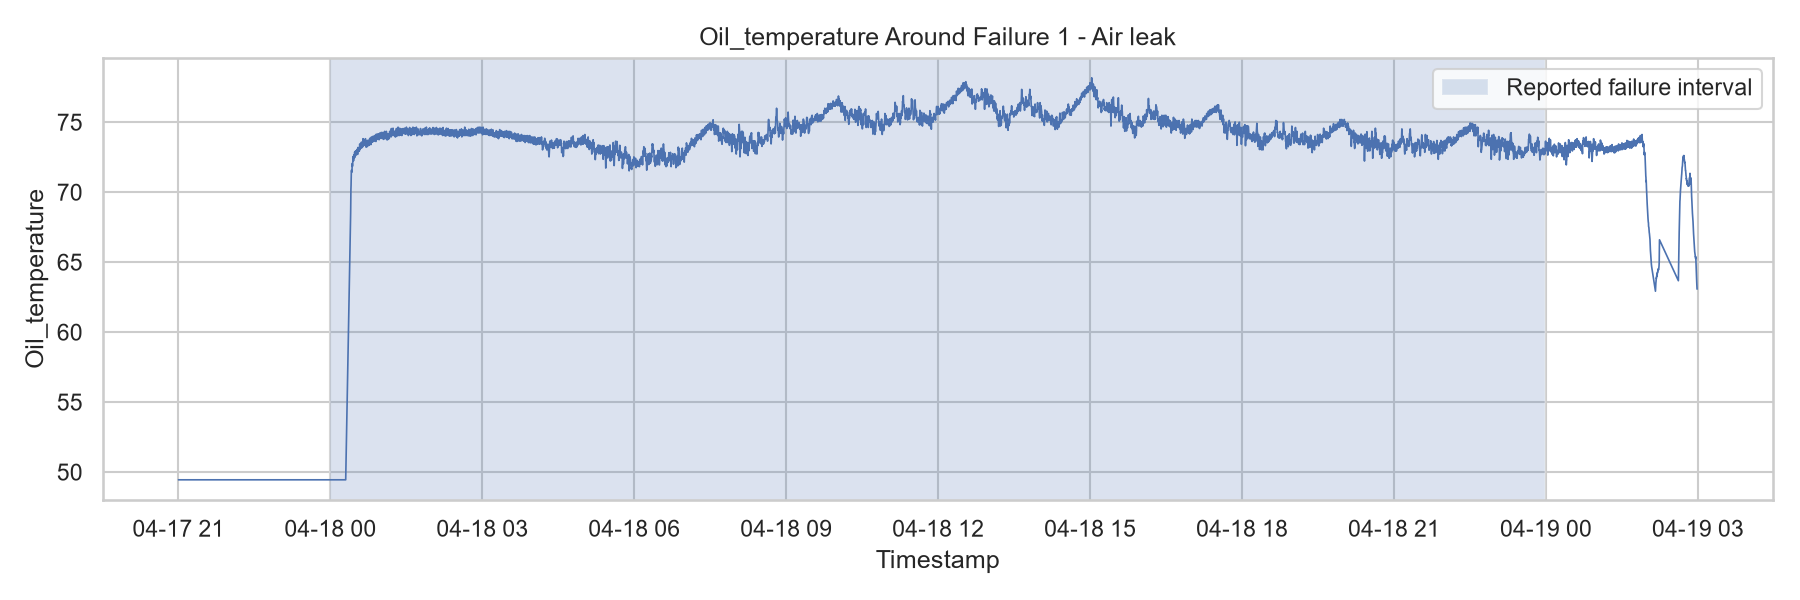 Oil_temperature Around Failure 1 - Air leak
Reported failure interval
Oil_temperature
75
70
65
60
55
50
04-17 21 04-18 00 04-18 03 04-18 06 04-18 09 04-18 12 04-18 15 04-18 18 04-18 21 04-19 00 04-19 03
Timestamp